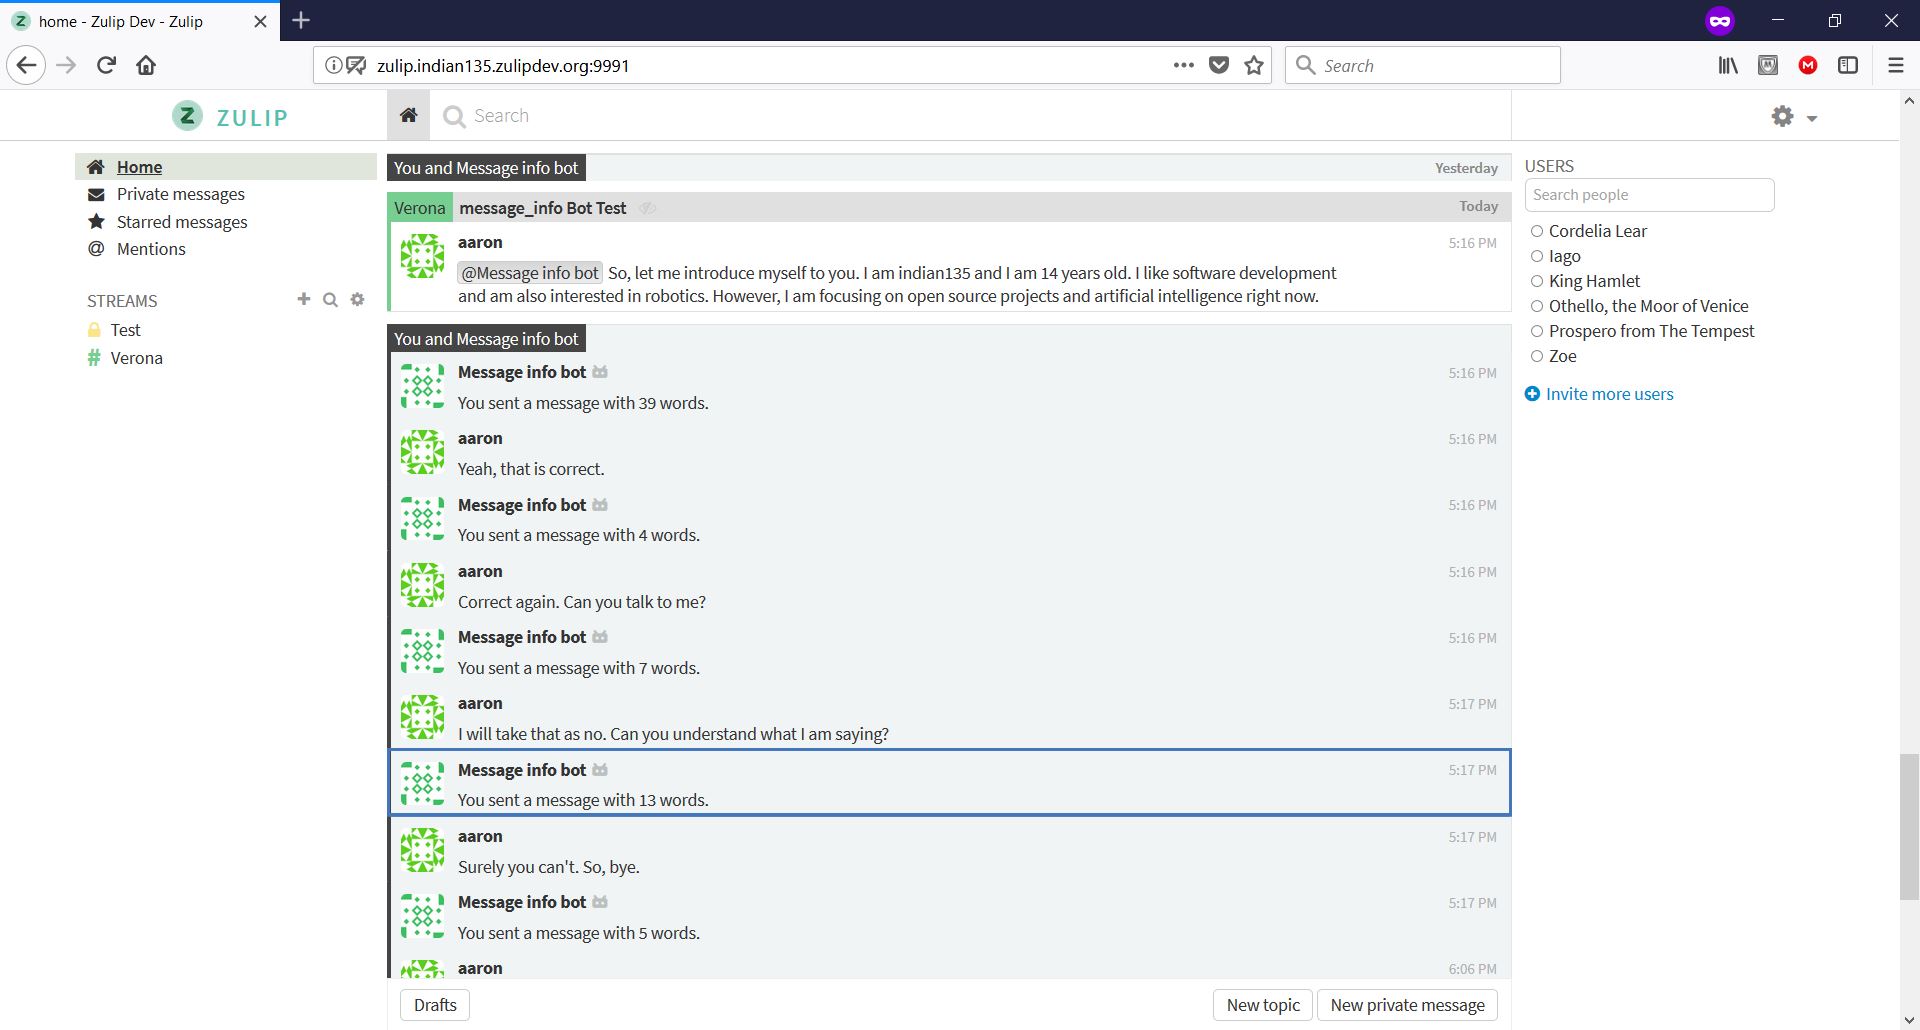 home - Zulip Dev - Zulip
zulip.indian135.zulipdev.org:9991
Search
ZULIP
Search
Home
Private messages
Starred messages
Mentions
STREAMS
Test
Verona
You and Message info bot Yesterday
Verona message_info Bot Test Today
aaron 5:16 PM
@Message info bot So, let me introduce myself to you. I am indian135 and I am 14 years old. I like software development
and am also interested in robotics. However, I am focusing on open source projects and artificial intelligence right now.
You and Message info bot
Message info bot 5:16 PM
You sent a message with 39 words.
aaron 5:16 PM
Yeah, that is correct.
Message info bot 5:16 PM
You sent a message with 4 words.
aaron 5:16 PM
Correct again. Can you talk to me?
Message info bot 5:16 PM
You sent a message with 7 words.
aaron 5:17 PM
I will take that as no. Can you understand what I am saying?
Message info bot 5:17 PM
You sent a message with 13 words.
aaron 5:17 PM
Surely you can't. So, bye.
Message info bot 5:17 PM
You sent a message with 5 words.
aaron 6:06 PM
Drafts
New topic
New private message
USERS
Search people
Cordelia Lear
Iago
King Hamlet
Othello, the Moor of Venice
Prospero from The Tempest
Zoe
Invite more users